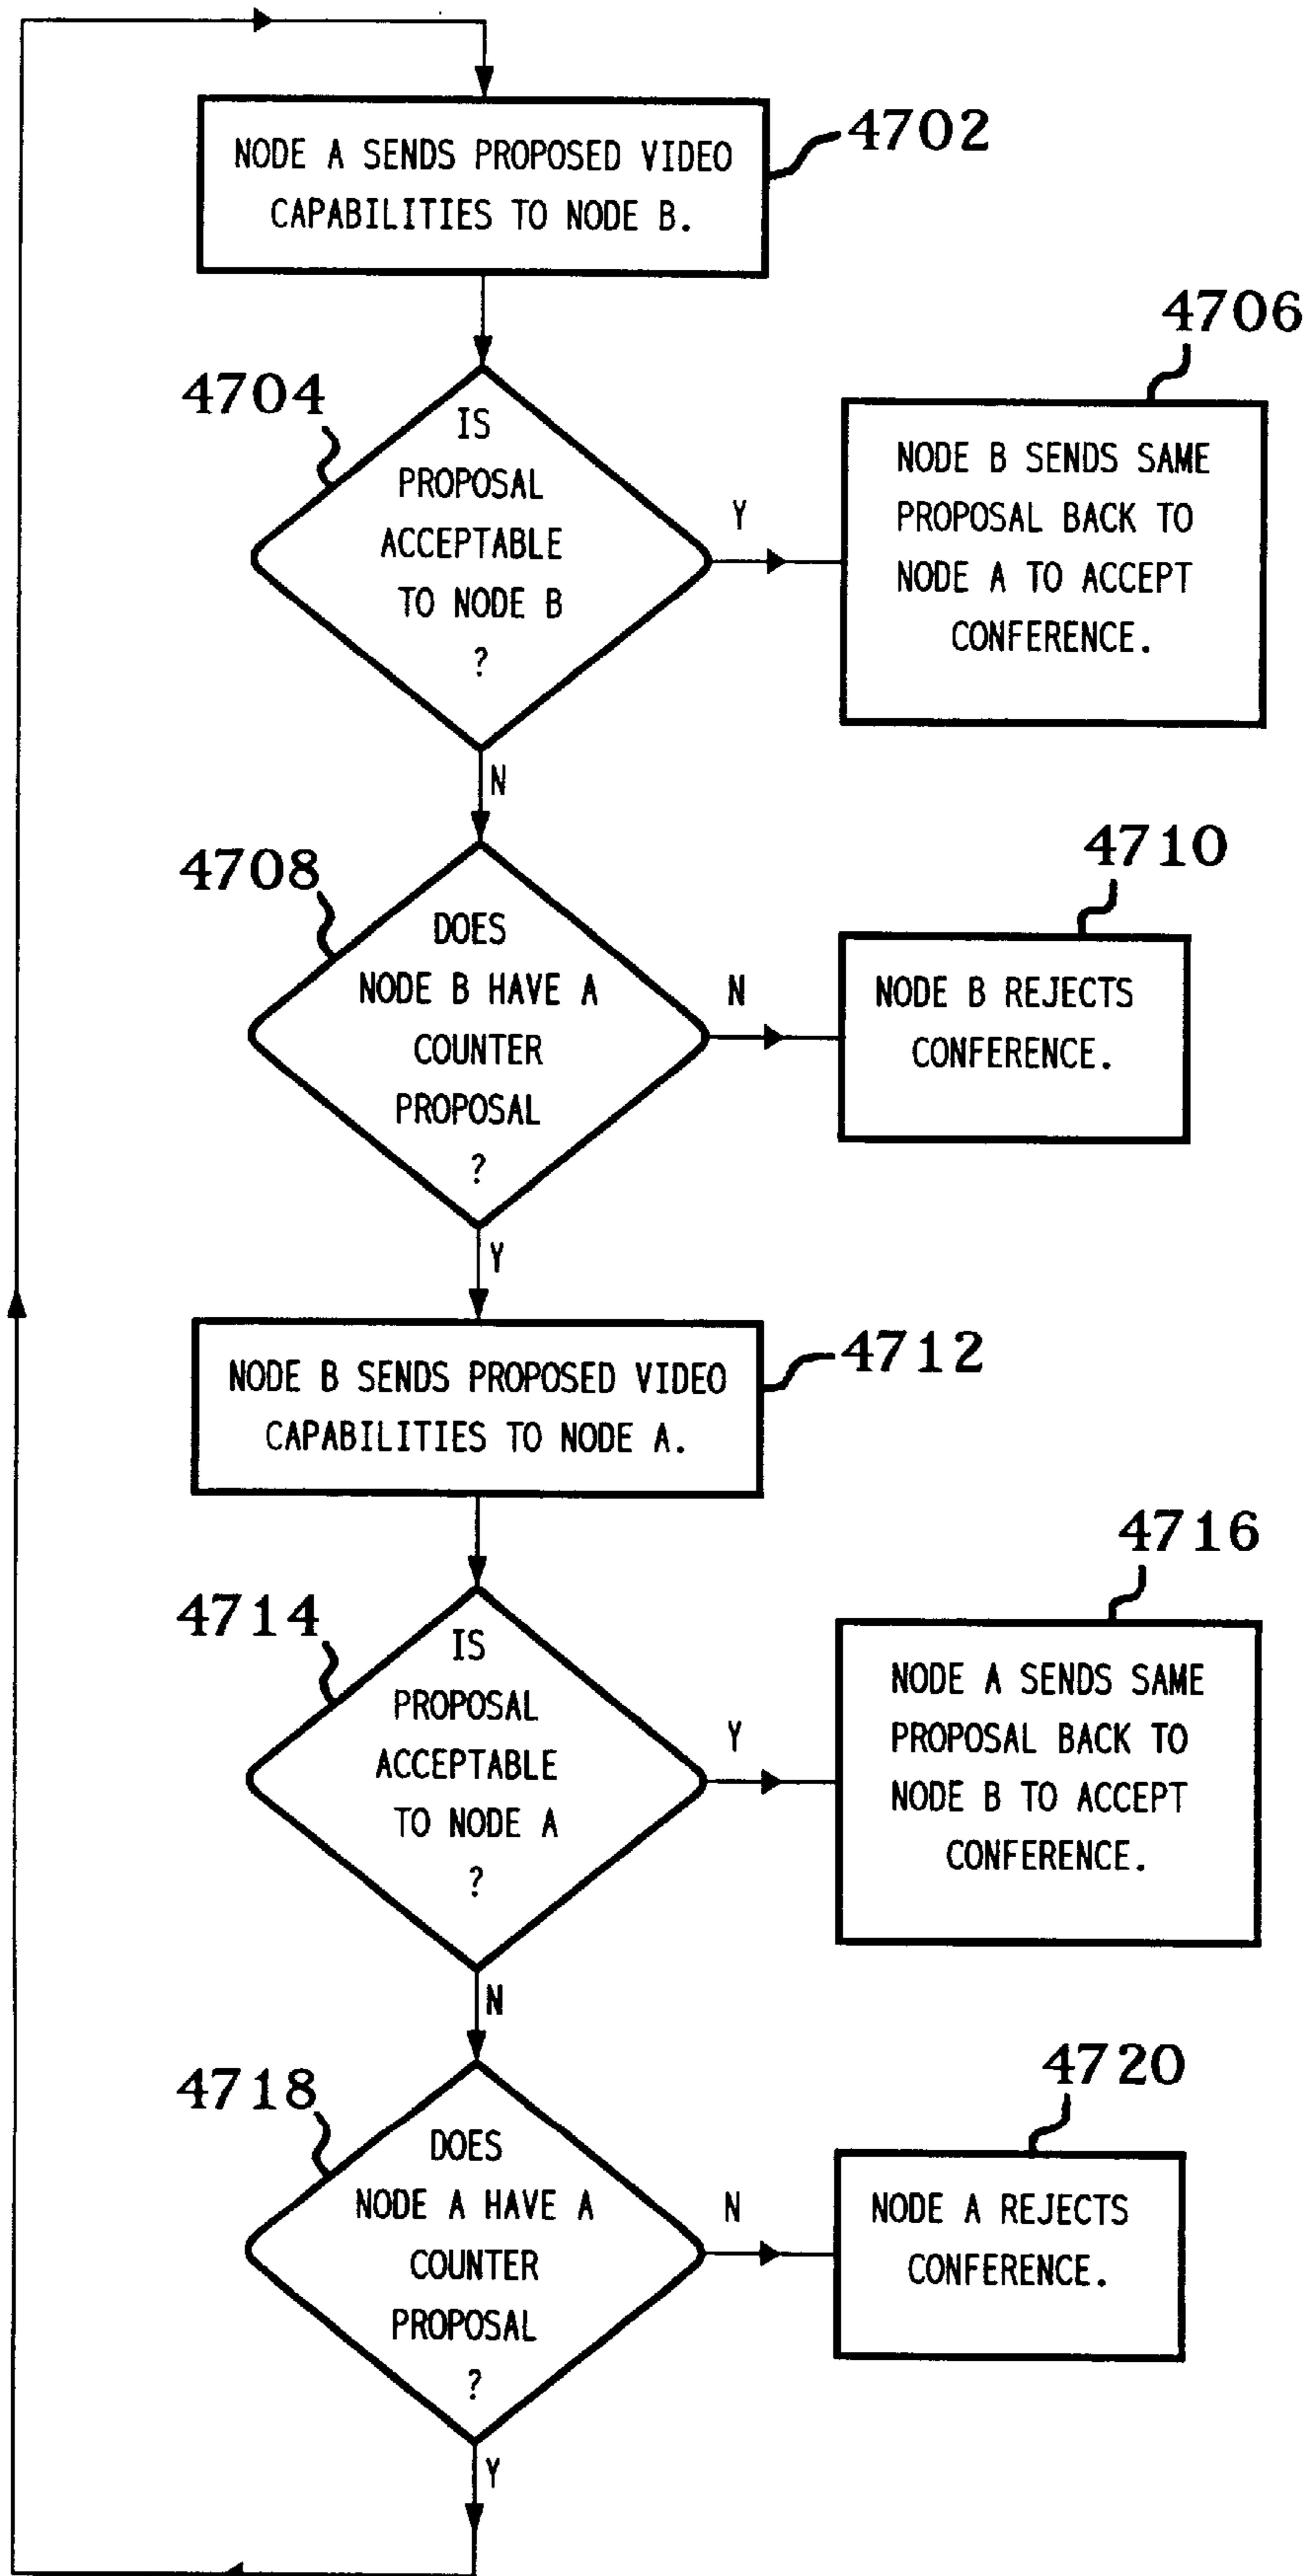 4702
NODE A SENDS PROPOSED VIDEO
CAPABILITIES TO NODE B.
4704
IS
PROPOSAL
ACCEPTABLE
TO NODE B
?
Y
4706
NODE B SENDS SAME
PROPOSAL BACK TO
NODE A TO ACCEPT
CONFERENCE.
N
4708
DOES
NODE B HAVE A
COUNTER
PROPOSAL
?
N
4710
NODE B REJECTS
CONFERENCE.
Y
4712
NODE B SENDS PROPOSED VIDEO
CAPABILITIES TO NODE A.
4714
IS
PROPOSAL
ACCEPTABLE
TO NODE A
?
Y
4716
NODE A SENDS SAME
PROPOSAL BACK TO
NODE B TO ACCEPT
CONFERENCE.
N
4718
DOES
NODE A HAVE A
COUNTER
PROPOSAL
?
N
4720
NODE A REJECTS
CONFERENCE.
Y